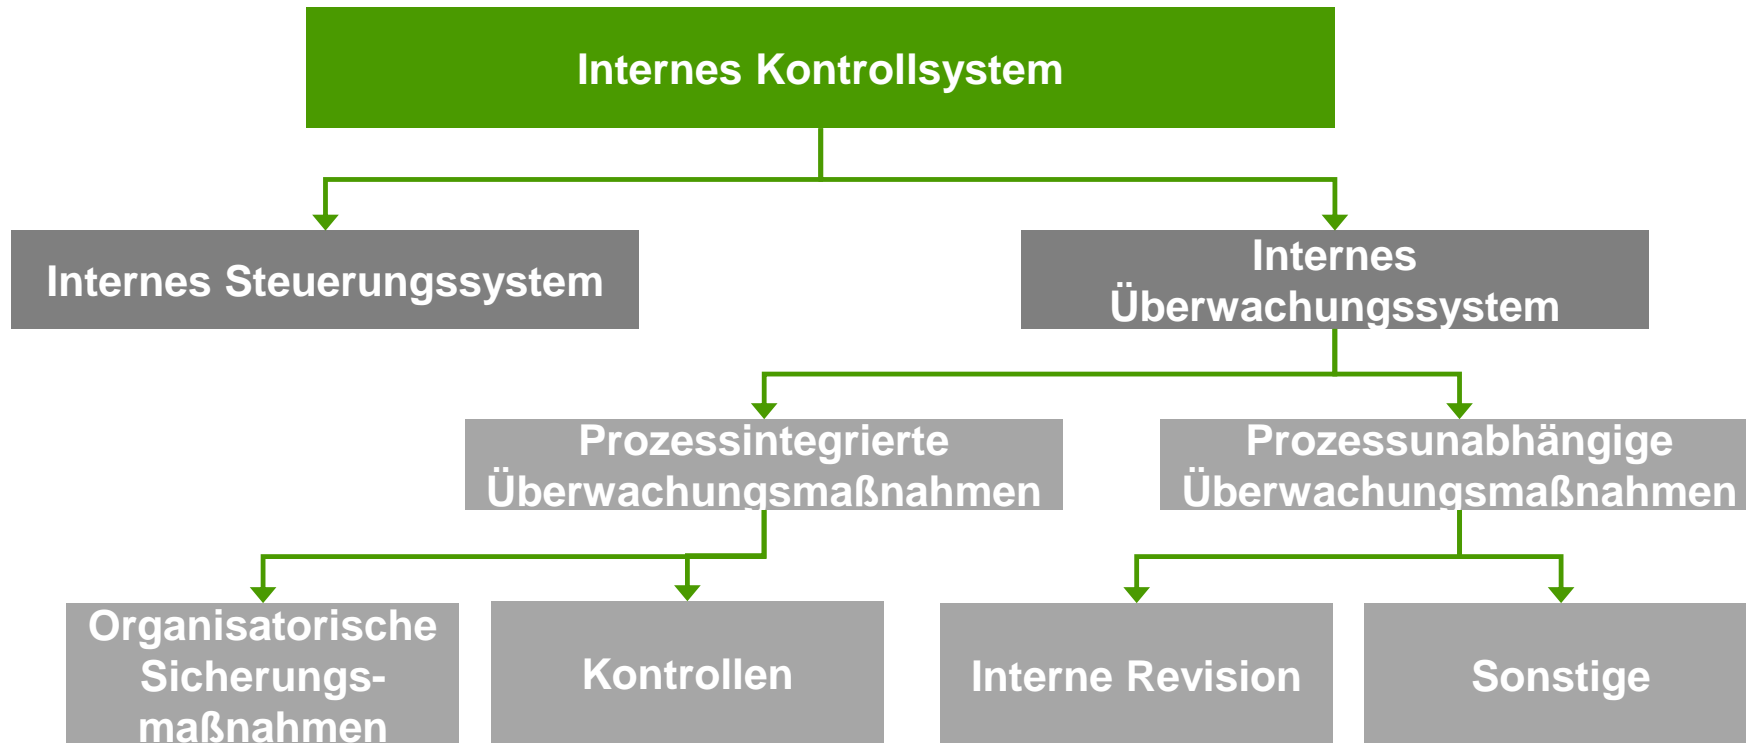 Internes Kontrollsystem
Internes Steuerungssystem
Internes
Überwachungssystem
Prozessintegrierte
Überwachungsmaßnahmen
Prozessunabhängige
Überwachungsmaßnahmen
Organisatorische
Sicherungs-
maßnahmen
Kontrollen
Interne Revision
Sonstige